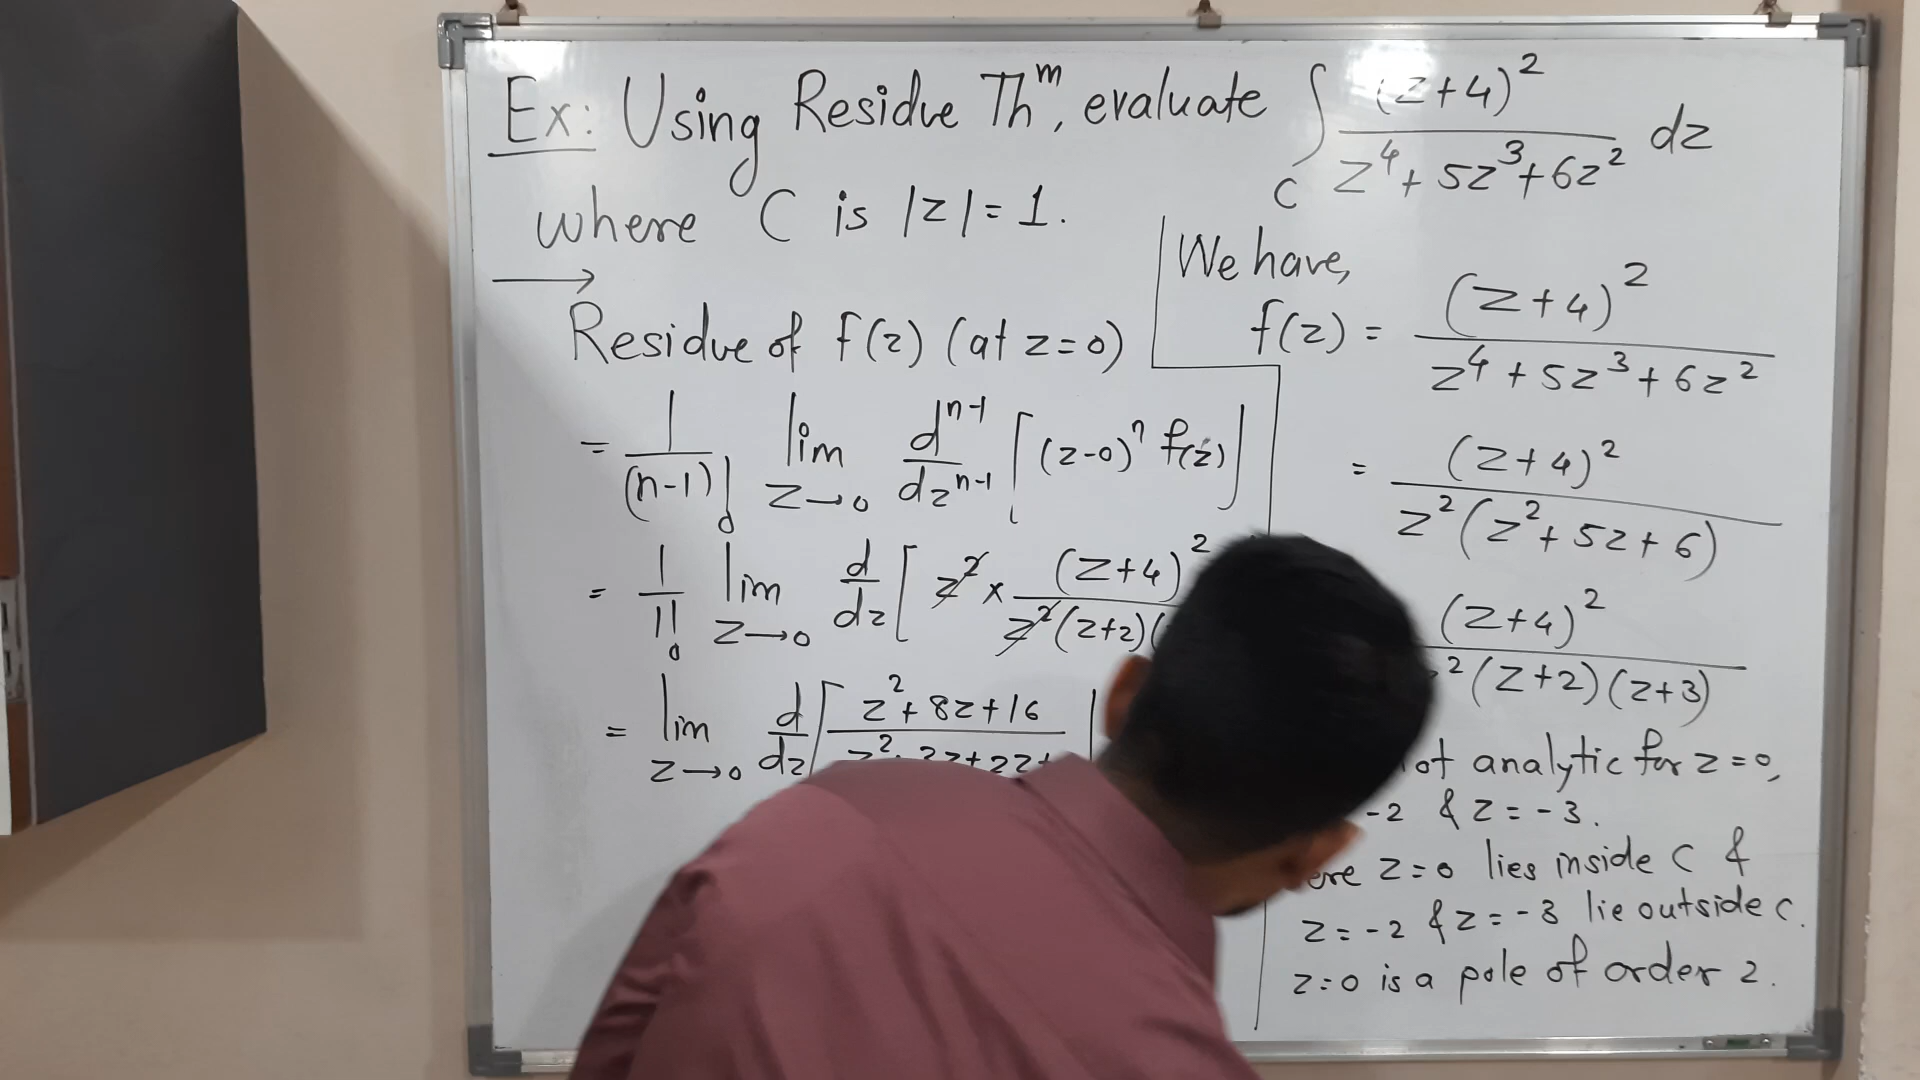 Ex: Using Residue Thᵐ, evaluate ∫_C (z+4)² / (z⁴ + 5z³ + 6z²) dz
where C is |z| = 1.
→
Residue of f(z) (at z=0)
= 1/(n-1)! lim z→0 dⁿ⁻¹/dzⁿ⁻¹ [(z-0)ⁿ f(z)]
= 1/1! lim z→0 d/dz [z² × (z+4)² / z²(z+2)(
= lim z→0 d/dz [z² + 8z + 16 /
We have,
f(z) = (z+4)² / (z⁴ + 5z³ + 6z²)
= (z+4)² / z²(z² + 5z + 6)
(z+4)² / ²(z+2)(z+3)
analytic for z = 0,
-2 & z = -3.
z=0 lies inside C &
z = -2 & z = -3 lie outside C.
z=0 is a pole of order 2.